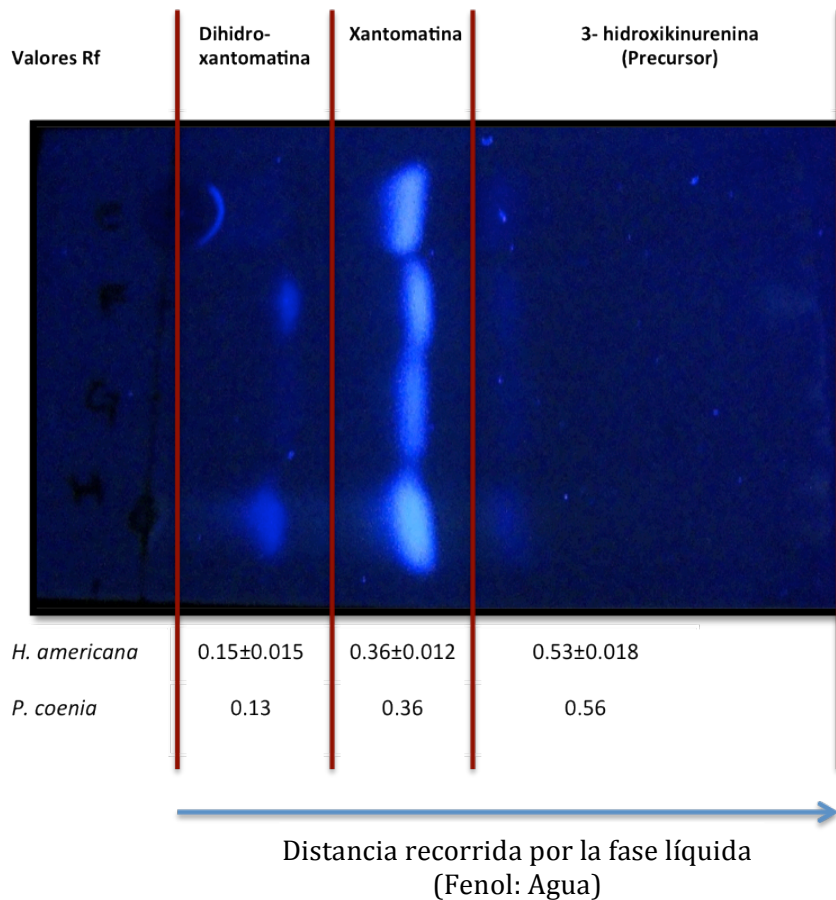 Valores Rf
Dihidro-
xantomatina
Xantomatina
3- hidroxikinurenina
(Precursor)
F
G
H
H. americana 0.15±0.015 0.36±0.012 0.53±0.018
P. coenia 0.13 0.36 0.56
Distancia recorrida por la fase líquida
(Fenol: Agua)